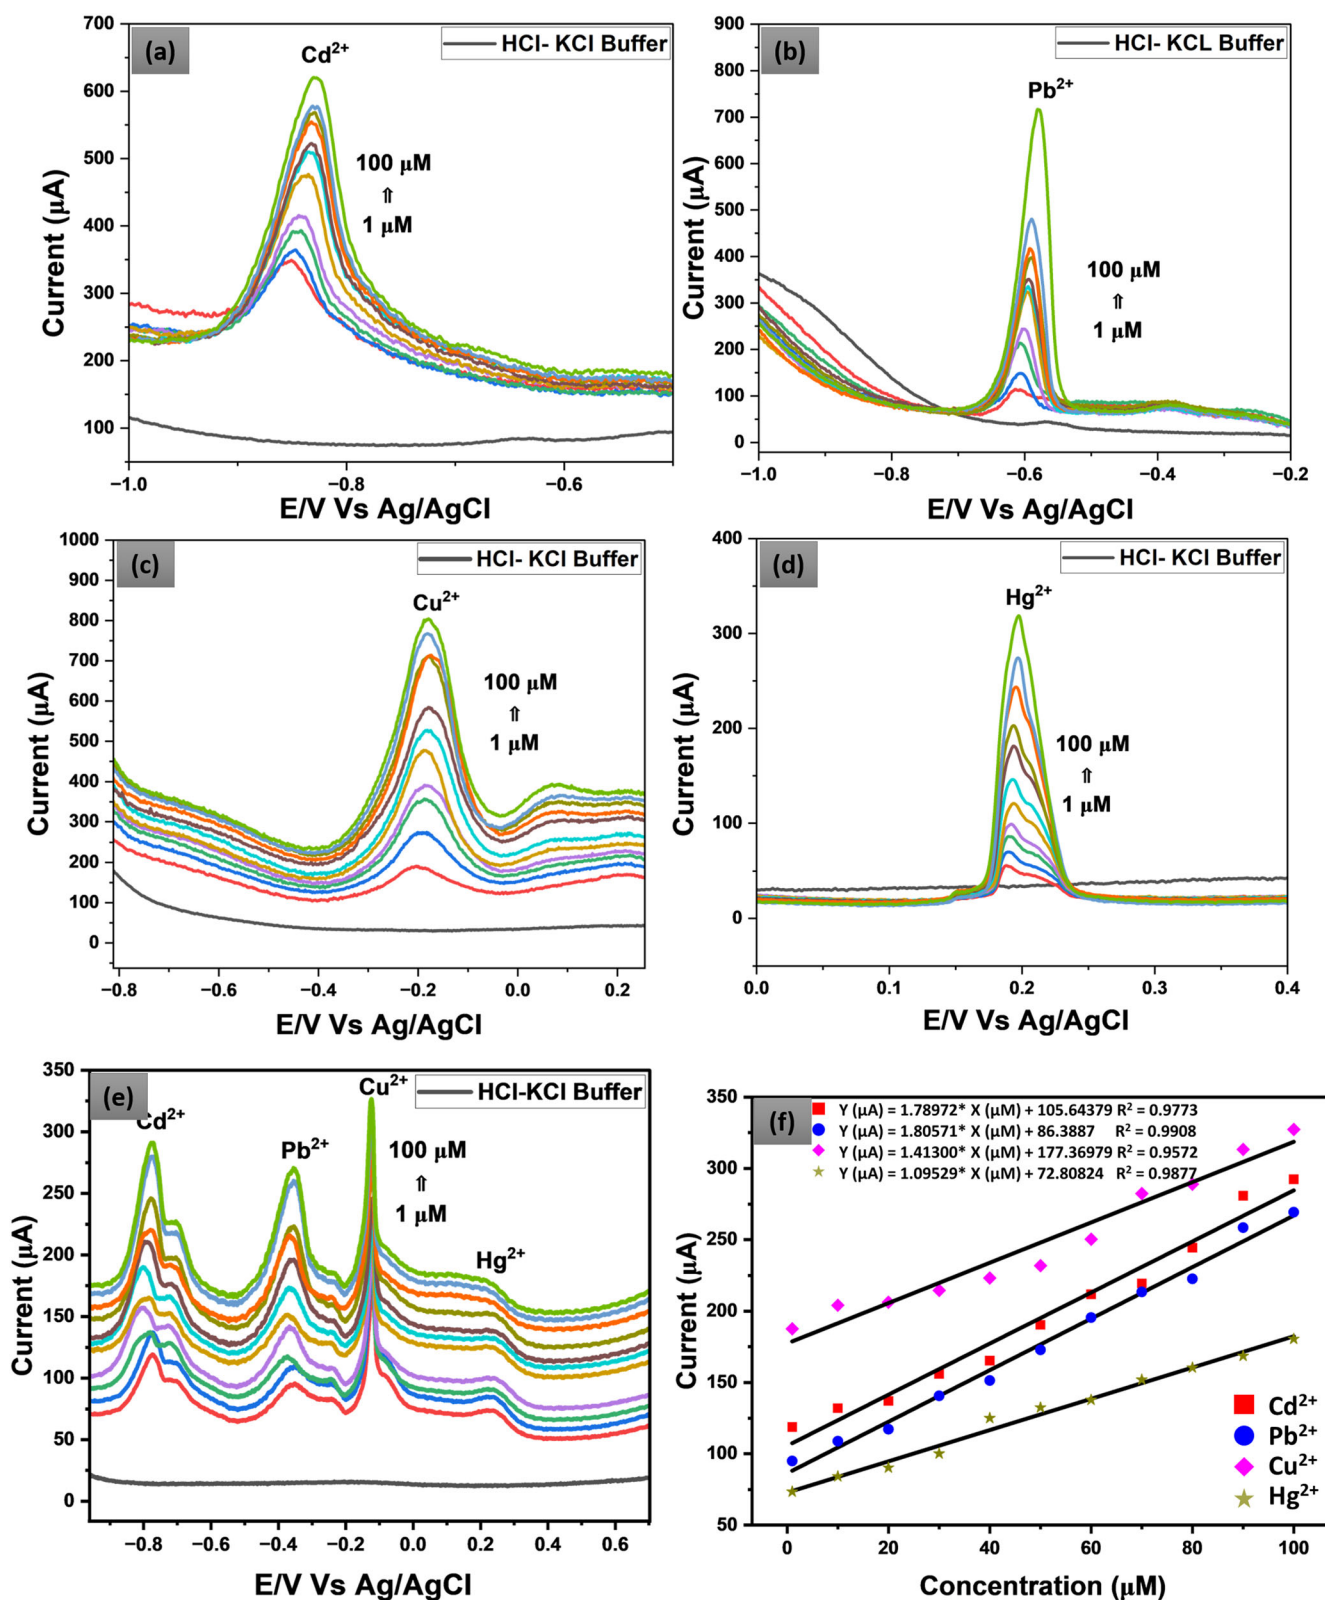 (a)
HCl- KCl Buffer
Cd²⁺
100 μM
⇑
1 μM
700
600
500
400
300
200
100
Current (μA)
−1.0
−0.8
−0.6
E/V Vs Ag/AgCl
(b)
HCl- KCL Buffer
Pb²⁺
100 μM
⇑
1 μM
900
800
700
600
500
400
300
200
100
0
Current (μA)
−1.0
−0.8
−0.6
−0.4
−0.2
E/V Vs Ag/AgCl
(c)
HCl- KCl Buffer
Cu²⁺
100 μM
⇑
1 μM
1000
900
800
700
600
500
400
300
200
100
0
Current (μA)
−0.8
−0.6
−0.4
−0.2
0.0
0.2
E/V Vs Ag/AgCl
(d)
HCl- KCl Buffer
Hg²⁺
100 μM
⇑
1 μM
400
300
200
100
0
Current (μA)
0.0
0.1
0.2
0.3
0.4
E/V Vs Ag/AgCl
(e)
HCl-KCl Buffer
Cd²⁺
Pb²⁺
Cu²⁺
100 μM
⇑
1 μM
Hg²⁺
350
300
250
200
150
100
50
0
Current (μA)
−0.8
−0.6
−0.4
−0.2
0.0
0.2
0.4
0.6
E/V Vs Ag/AgCl
(f)
Y (μA) = 1.78972* X (μM) + 105.64379 R² = 0.9773
Y (μA) = 1.80571* X (μM) + 86.3887 R² = 0.9908
Y (μA) = 1.41300* X (μM) + 177.36979 R² = 0.9572
Y (μA) = 1.09529* X (μM) + 72.80824 R² = 0.9877
Cd²⁺
Pb²⁺
Cu²⁺
Hg²⁺
350
300
250
200
150
100
50
Current (μA)
0
20
40
60
80
100
Concentration (μM)